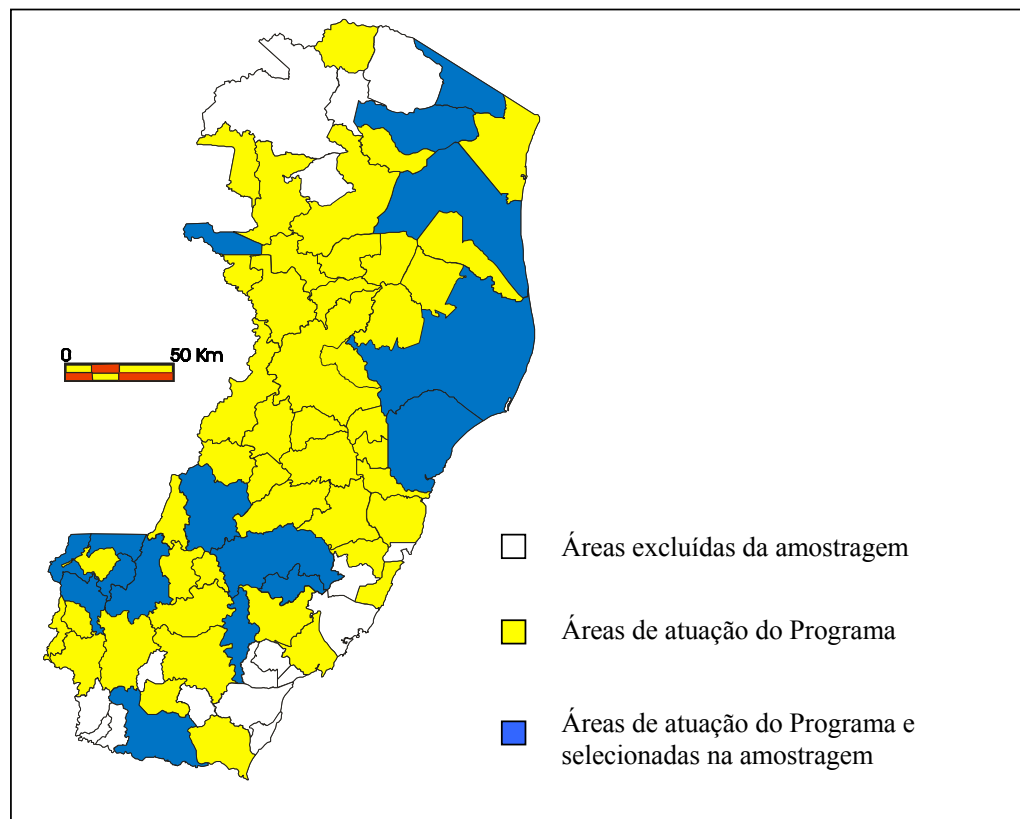 0 50 Km
Áreas excluídas da amostragem
Áreas de atuação do Programa
Áreas de atuação do Programa e
selecionadas na amostragem